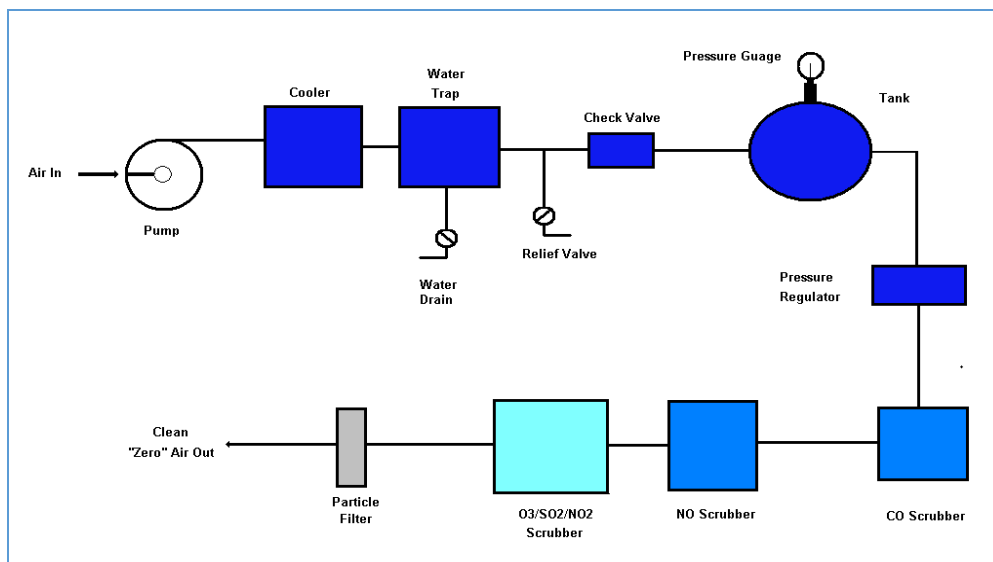 Pressure Guage
Water
Trap
Cooler
Tank
Check Valve
Air In
Pump
Relief Valve
Water
Drain
Pressure
Regulator
Clean
"Zero" Air Out
Particle
Filter
O3/SO2/NO2
Scrubber
NO Scrubber
CO Scrubber